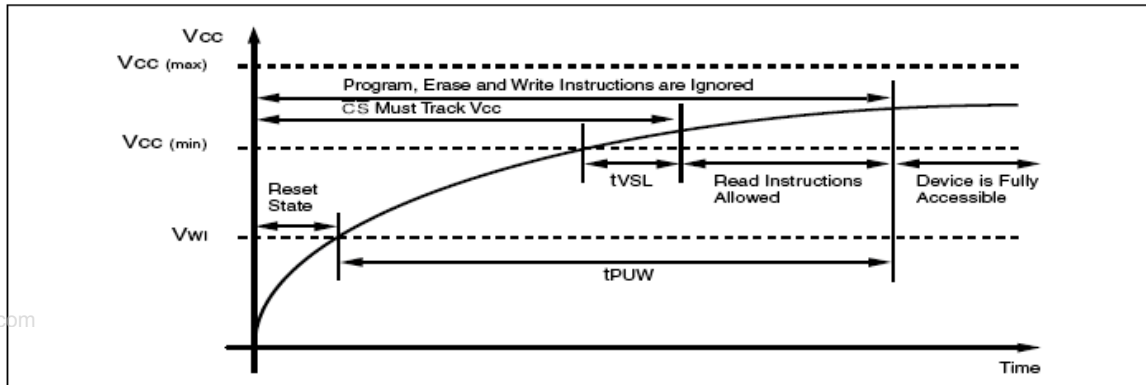 Vcc
Vcc (max)
Program, Erase and Write Instructions are Ignored
CS Must Track Vcc
Vcc (min)
tVSL
Read Instructions
Allowed
Device is Fully
Accessible
Reset
State
VWI
tPUW
com
Time